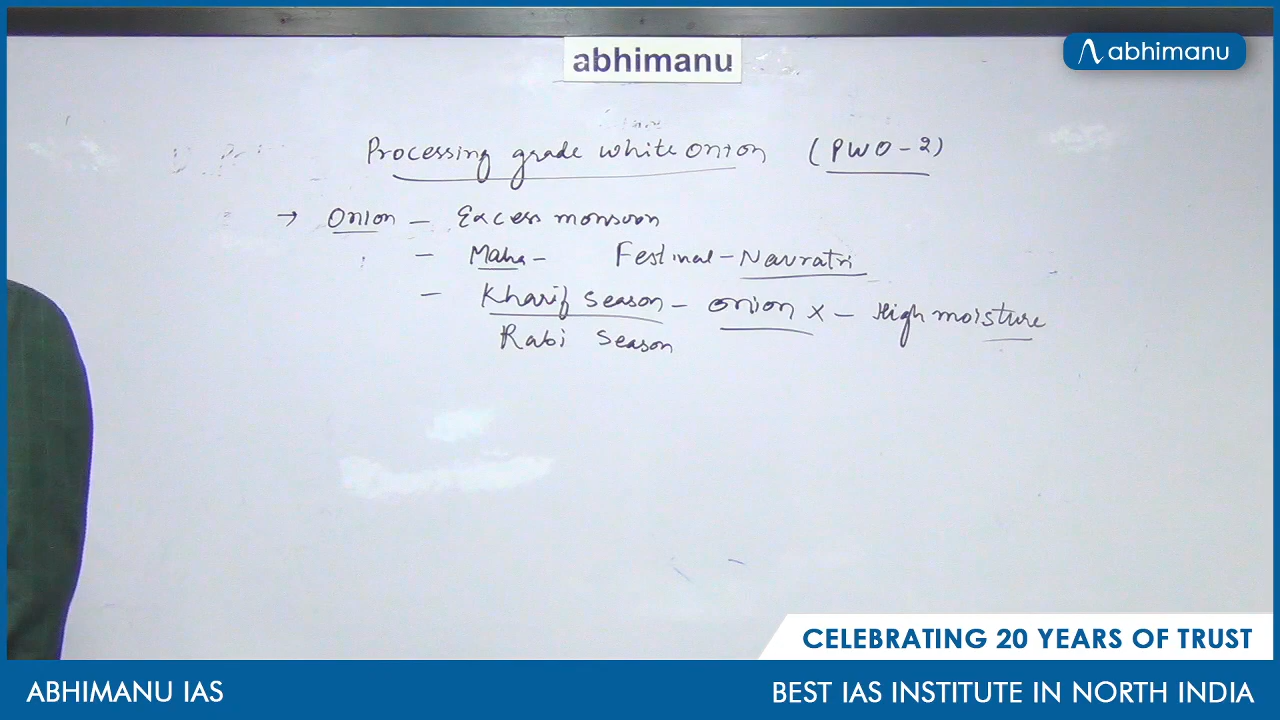 abhimanu
abhimanu
Processing grade white onion (PWO-2)
→ Onion - Excess monsoon
- Maha - Festival - Navratri
- Kharif season - onion x - High moisture
Rabi season
CELEBRATING 20 YEARS OF TRUST
ABHIMANU IAS
BEST IAS INSTITUTE IN NORTH INDIA